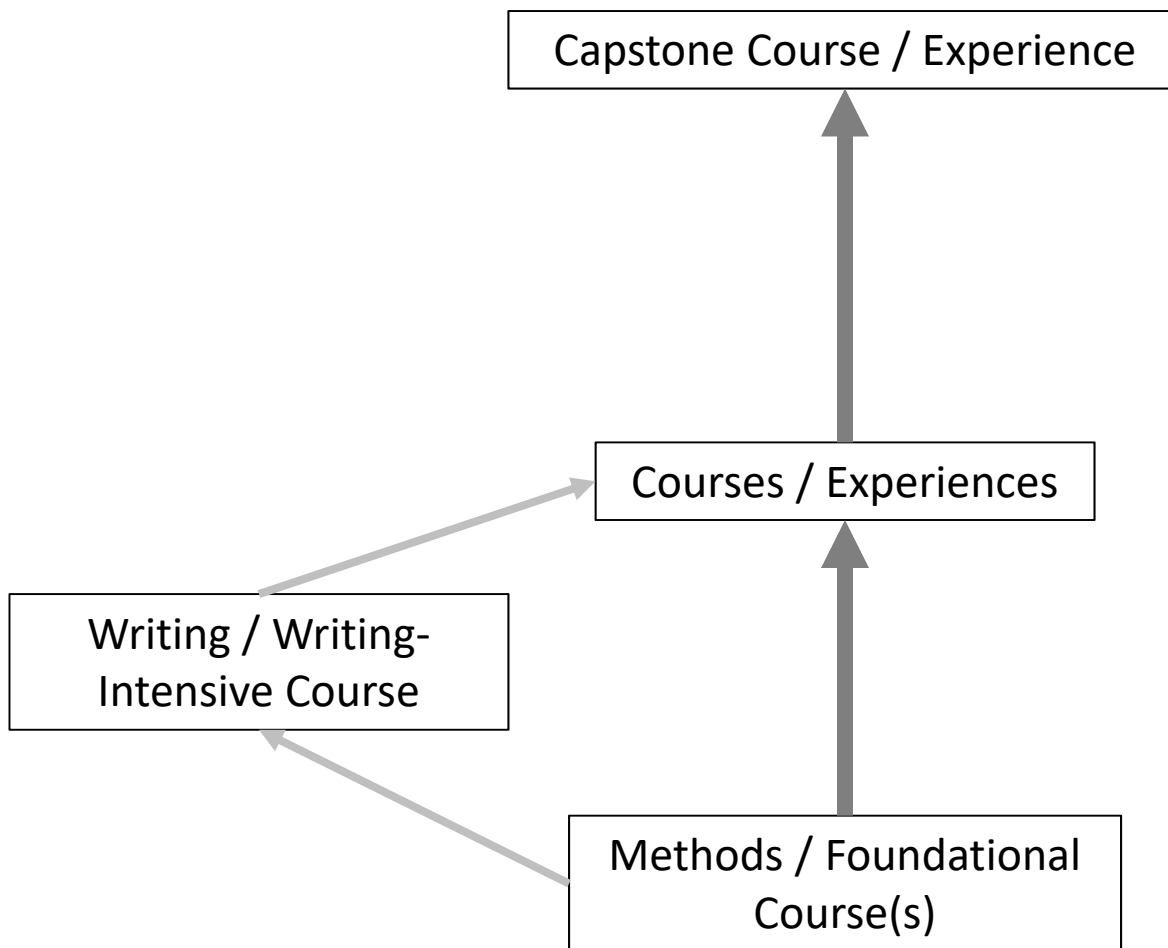 Capstone Course / Experience
Courses / Experiences
Writing / Writing-
Intensive Course
Methods / Foundational
Course(s)